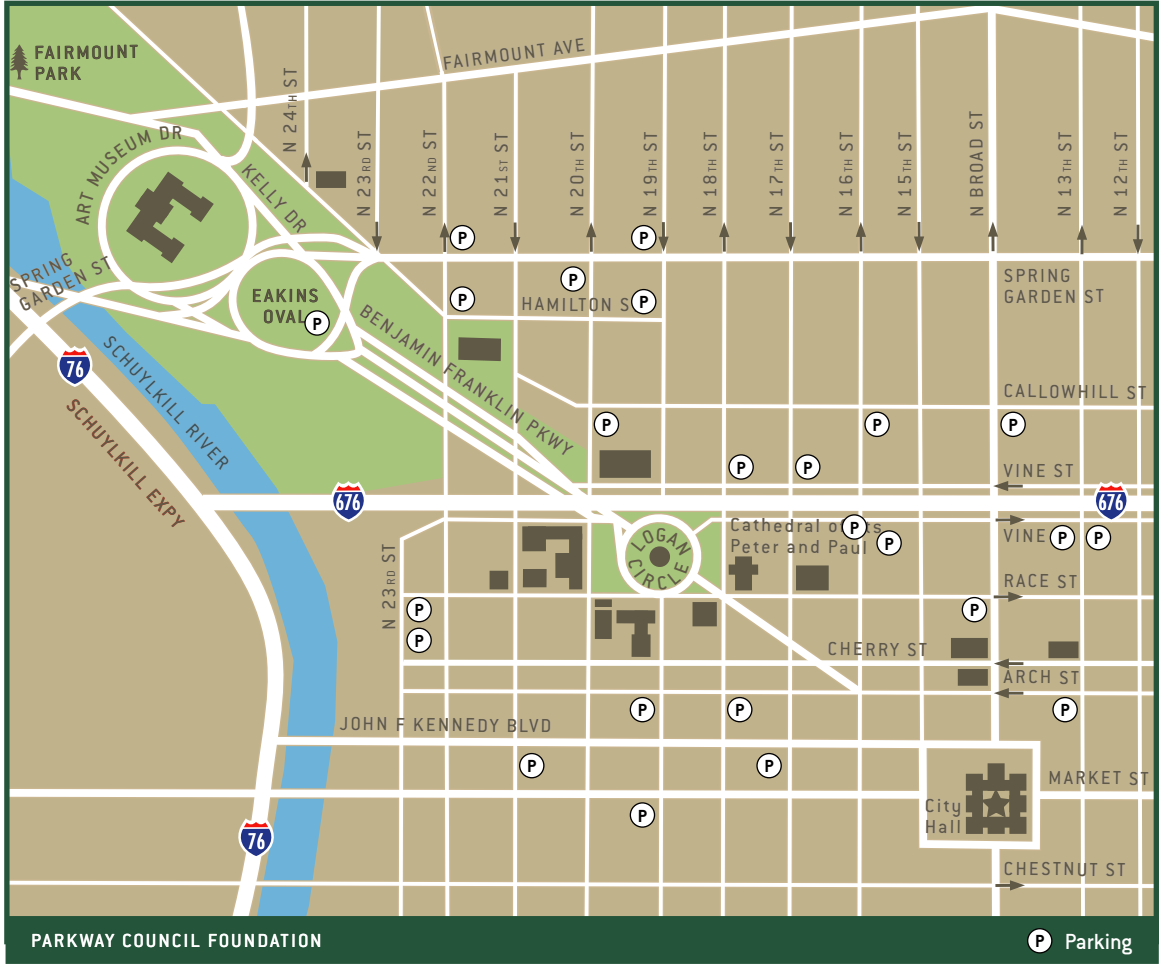 FAIRMOUNT
PARK
FAIRMOUNT AVE
N 24TH ST
N 23RD ST
N 22ND ST
N 21ST ST
N 20TH ST
N 19TH ST
N 18TH ST
N 17TH ST
N 16TH ST
N 15TH ST
N BROAD ST
N 13TH ST
N 12TH ST
ART MUSEUM DR
KELLY DR
P
P
SPRING
GARDEN ST
SPRING
GARDEN ST
P
P
HAMILTON S
P
EAKINS
OVAL
P
BENJAMIN FRANKLIN PKWY
76
SCHUYLKILL RIVER
SCHUYLKILL EXPY
CALLOWHILL ST
P
P
P
P
P
VINE ST
676
676
Cathedral of
Peter and Paul
P
P
VINE
P
P
LOGAN
CIRCLE
N 23RD ST
RACE ST
P
P
P
CHERRY ST
ARCH ST
P
P
P
JOHN F KENNEDY BLVD
P
P
MARKET ST
City
Hall
P
76
CHESTNUT ST
PARKWAY COUNCIL FOUNDATION
P Parking